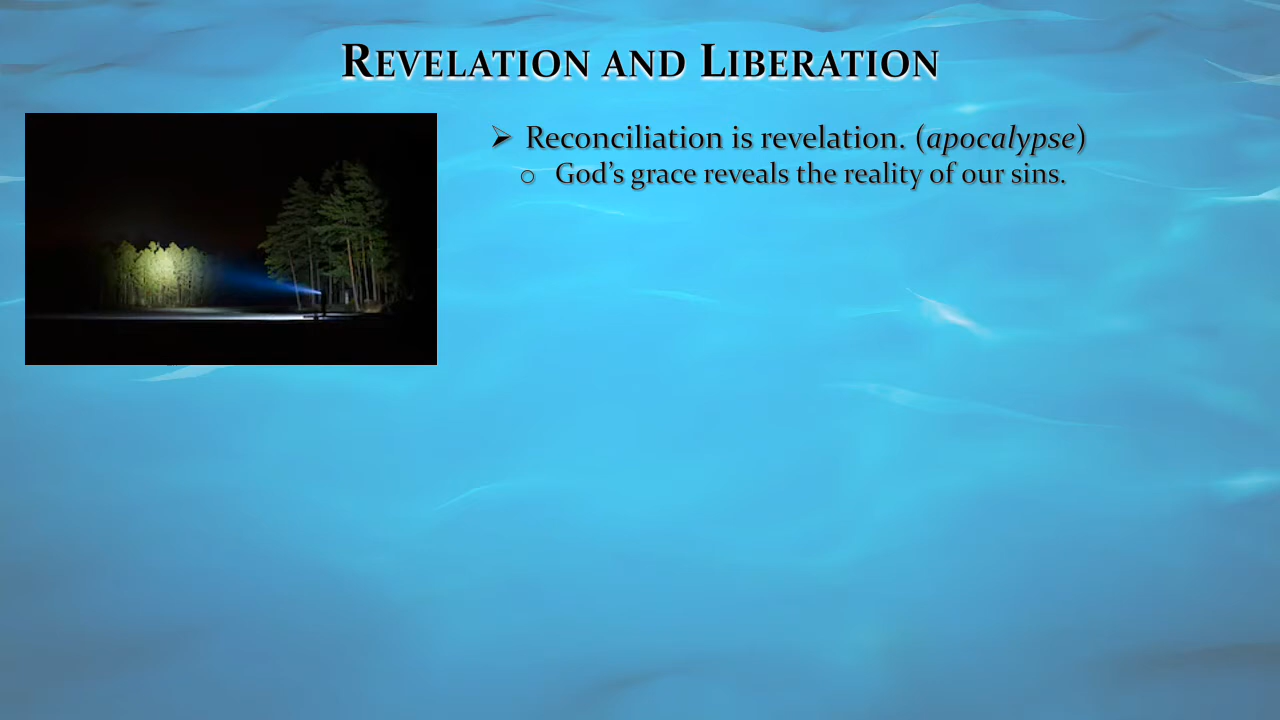 Revelation and Liberation
➢ Reconciliation is revelation. (apocalypse)
○ God's grace reveals the reality of our sins.